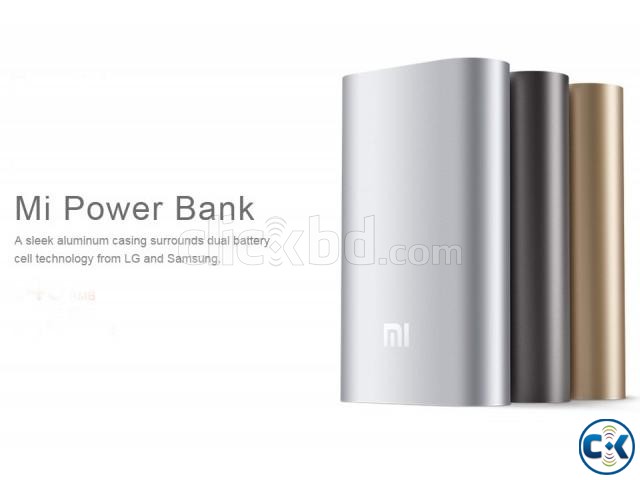 Mi Power Bank
A sleek aluminum casing surrounds dual battery
cell technology from LG and Samsung.
clickbd.com
mi